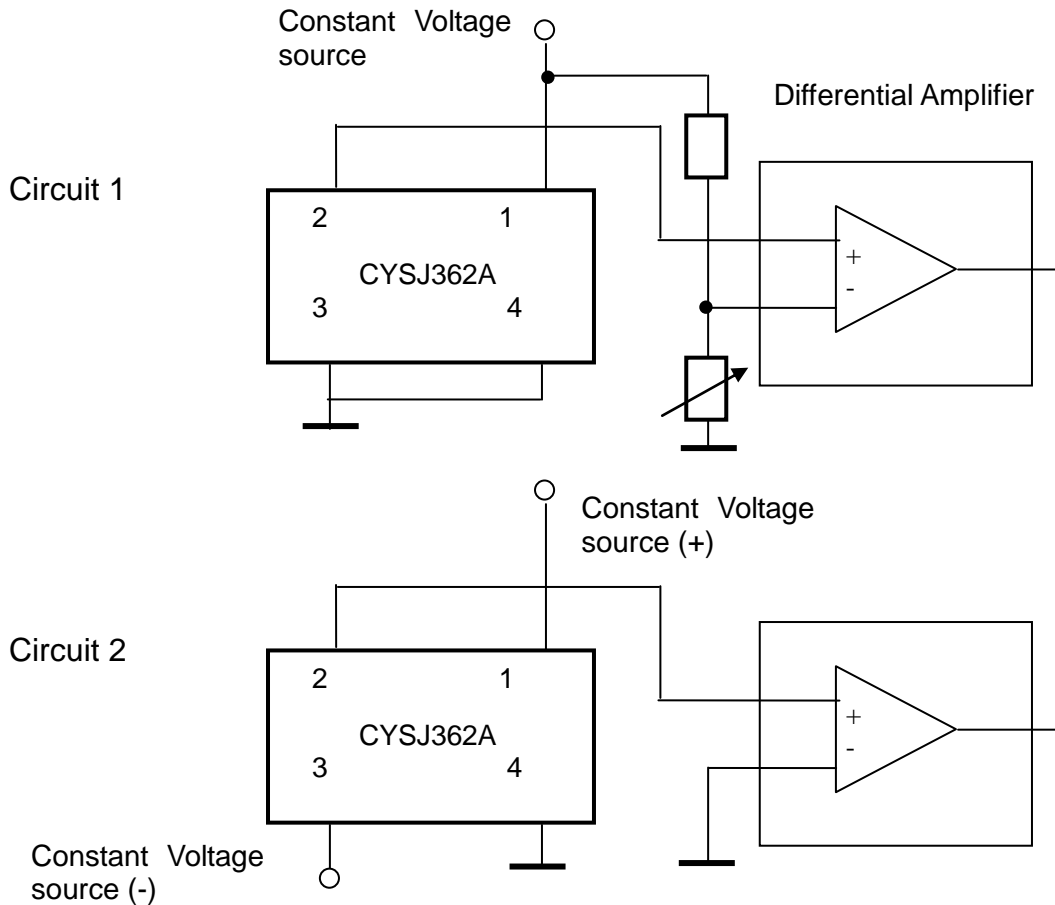 Constant Voltage
source
Differential Amplifier
Circuit 1
2 1
CYSJ362A
3 4
+
-
Constant Voltage
source (+)
Circuit 2
2 1
CYSJ362A
3 4
+
-
Constant Voltage
source (-)